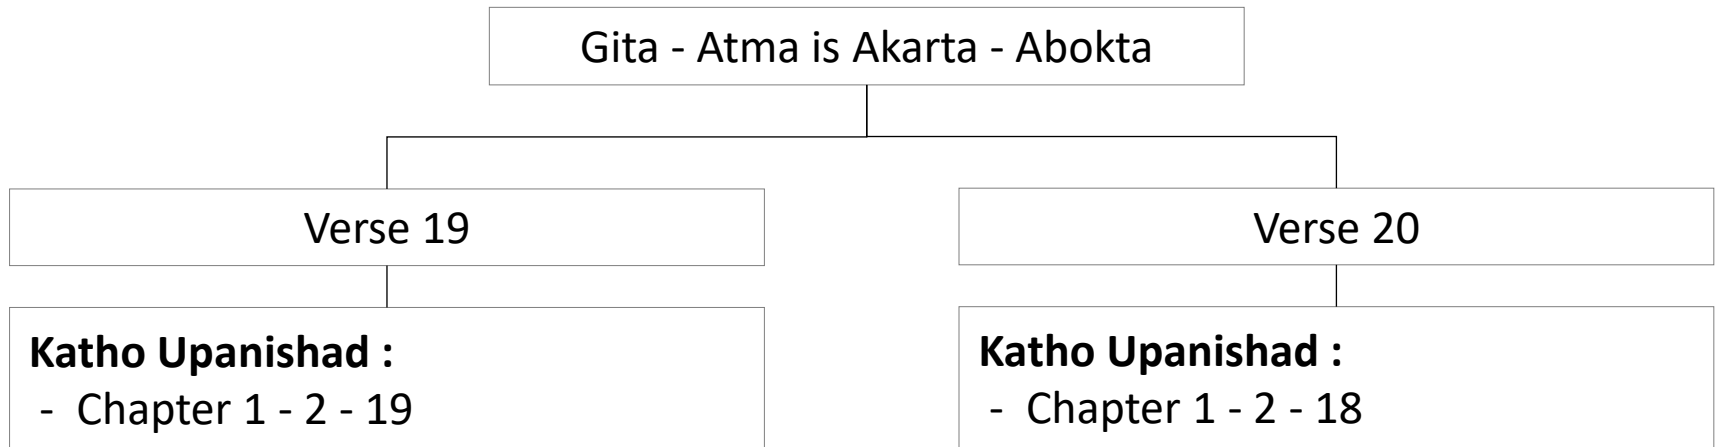 Gita - Atma is Akarta - Abokta
Verse 19
Verse 20
Katho Upanishad :
- Chapter 1 - 2 - 19
Katho Upanishad :
- Chapter 1 - 2 - 18